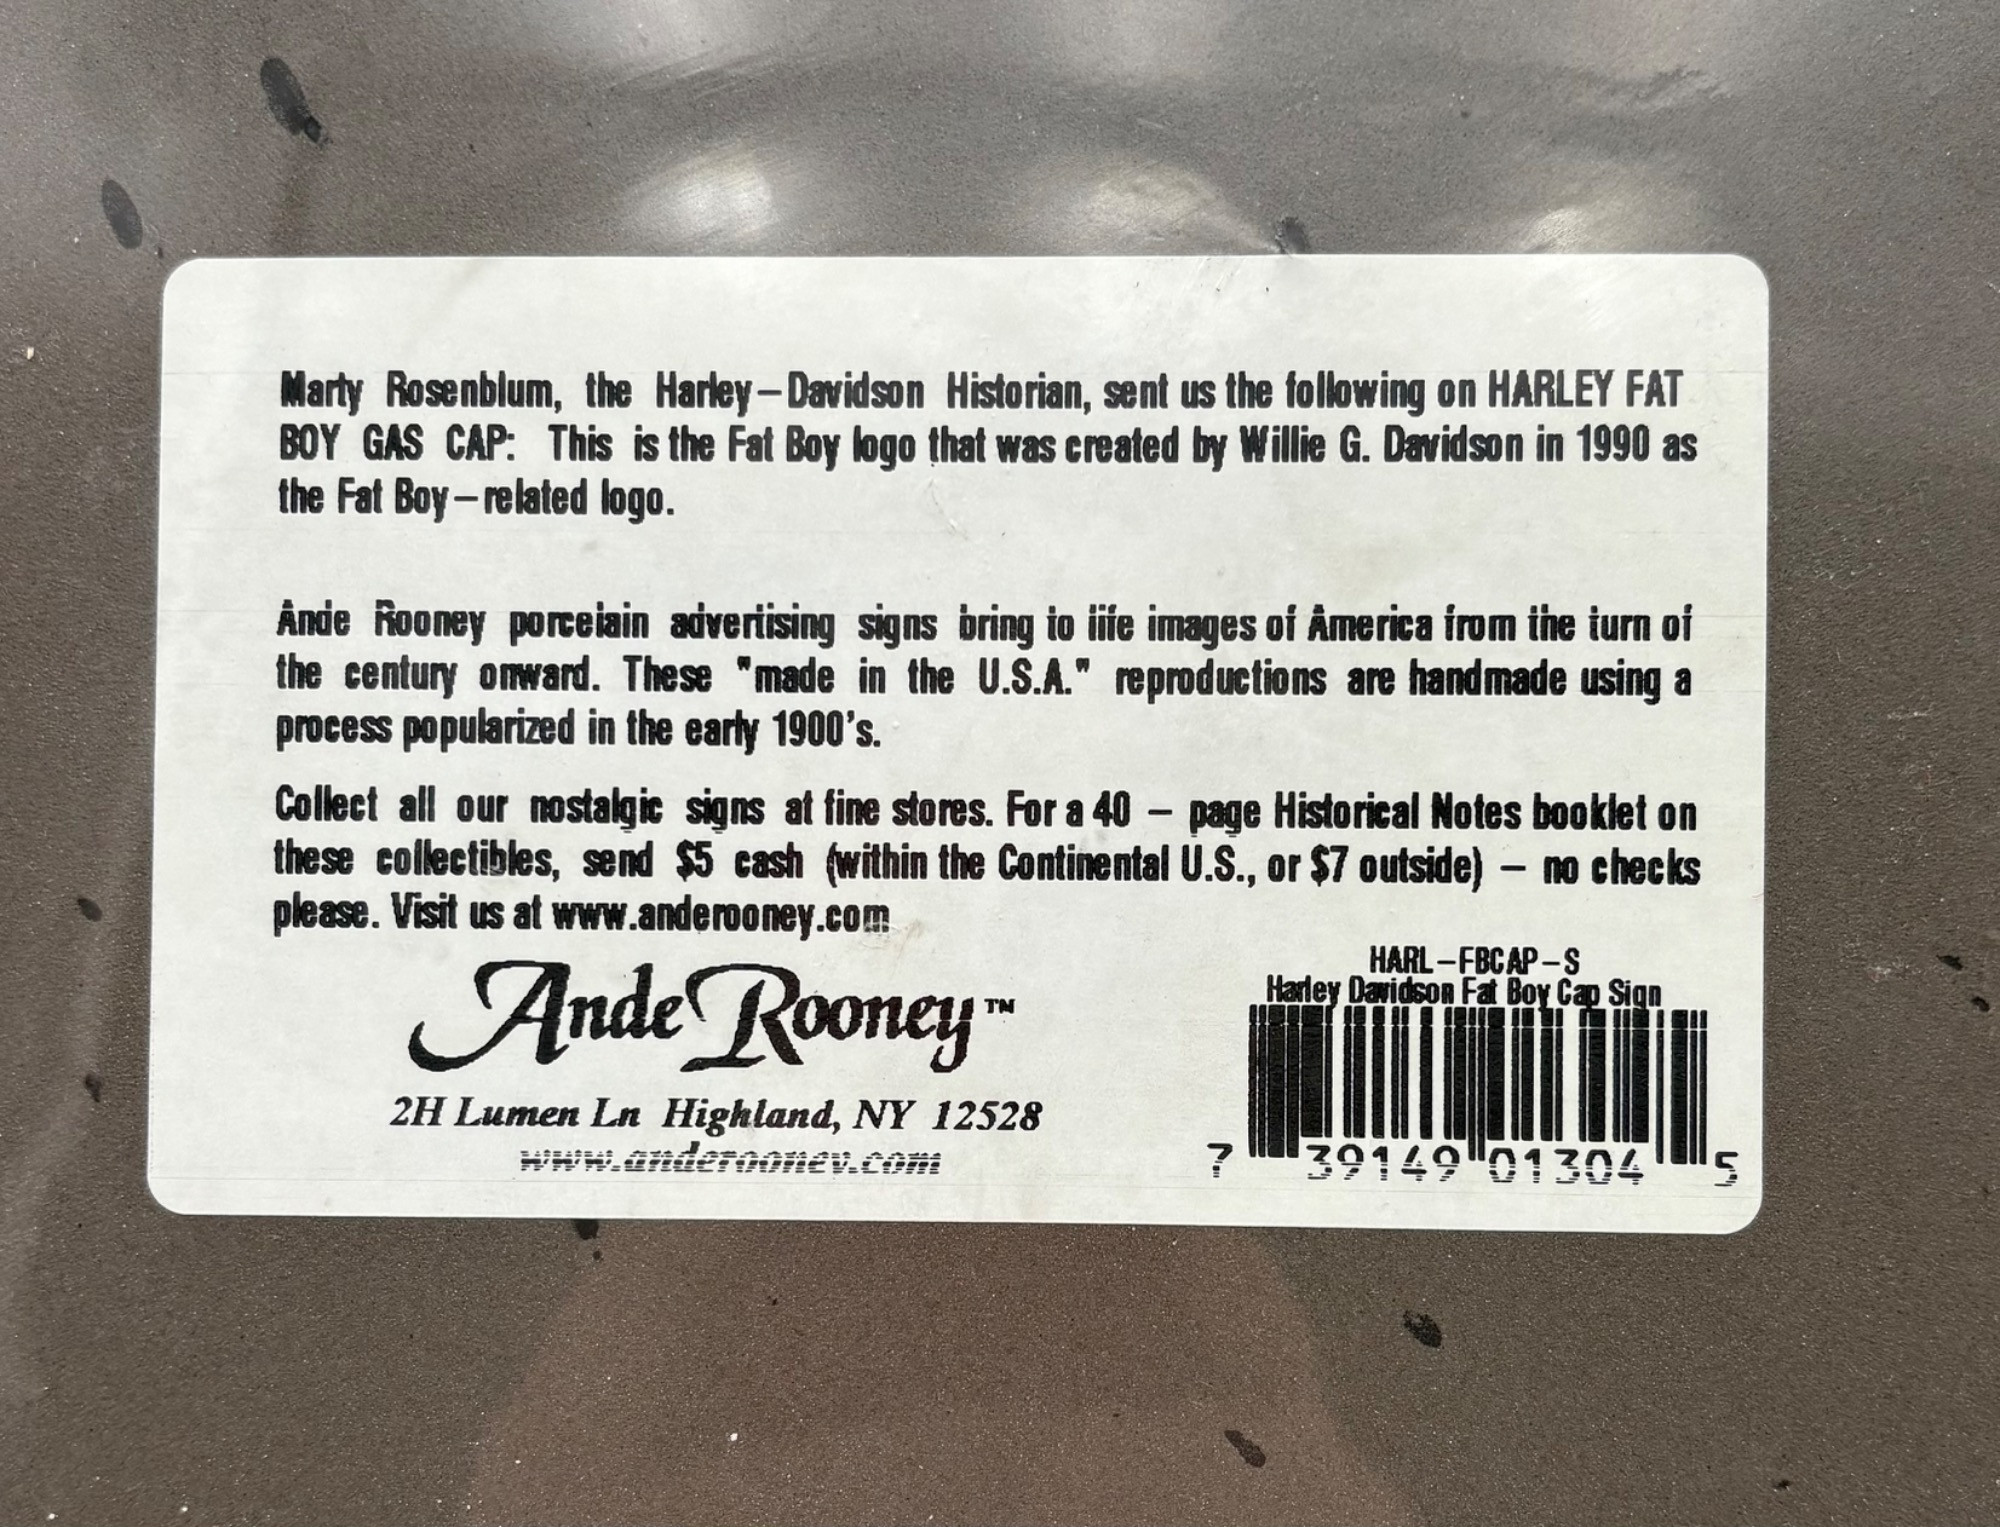 Marty Rosenblum, the Harley-Davidson Historian, sent us the following on HARLEY FAT
BOY GAS CAP: This is the Fat Boy logo that was created by Willie G. Davidson in 1990 as
the Fat Boy-related logo.
Ande Rooney porcelain advertising signs bring to life images of America from the turn of
the century onward. These "made in the U.S.A." reproductions are handmade using a
process popularized in the early 1900's.
Collect all our nostalgic signs at fine stores. For a 40 - page Historical Notes booklet on
these collectibles, send $5 cash (within the Continental U.S., or $7 outside) - no checks
please. Visit us at www.anderooney.com
Ande Rooney™
2H Lumen Ln Highland, NY 12528
www.anderooney.com
HARL-FBCAP-S
Harley Davidson Fat Boy Cap Sign
7 39149 01304 5